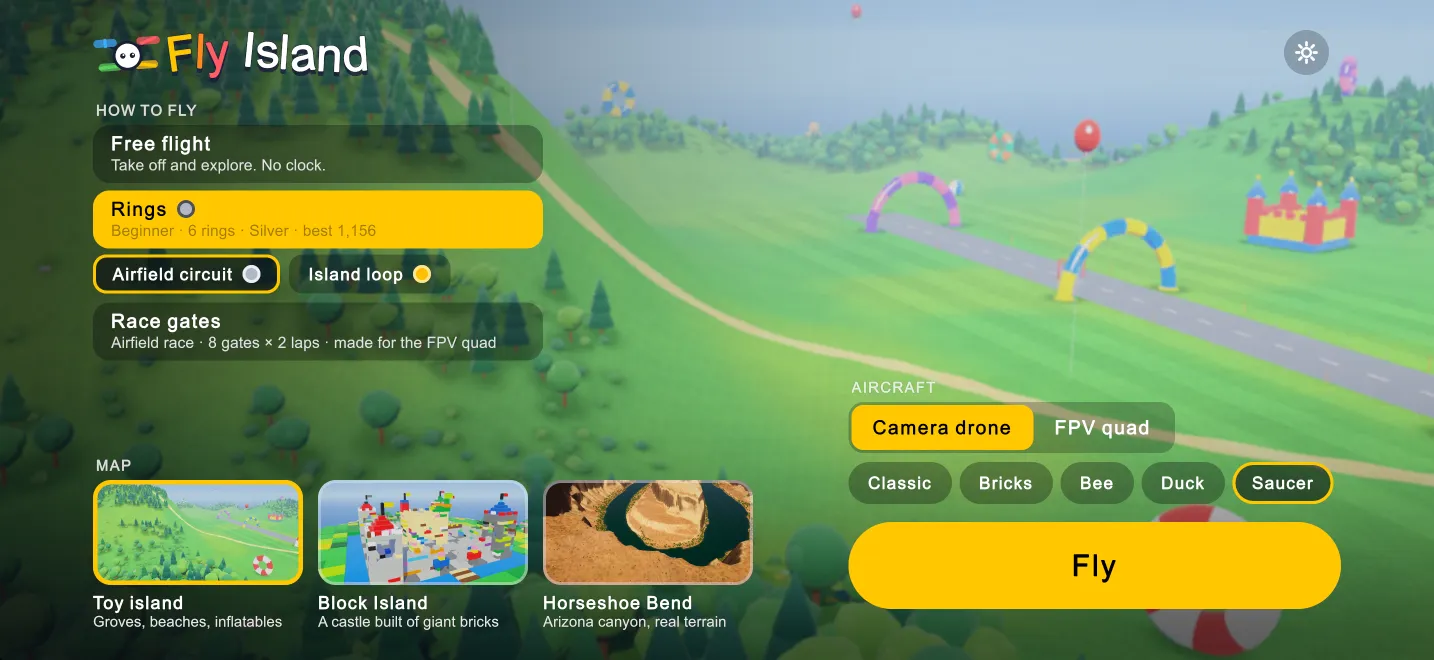 Fly Island
HOW TO FLY
Free flight
Take off and explore. No clock.
Rings
Beginner · 6 rings · Silver · best 1,156
Airfield circuit
Island loop
Race gates
Airfield race · 8 gates × 2 laps · made for the FPV quad
AIRCRAFT
Camera drone
FPV quad
Classic
Bricks
Bee
Duck
Saucer
Fly
MAP
Toy island
Groves, beaches, inflatables
Block Island
A castle built of giant bricks
Horseshoe Bend
Arizona canyon, real terrain